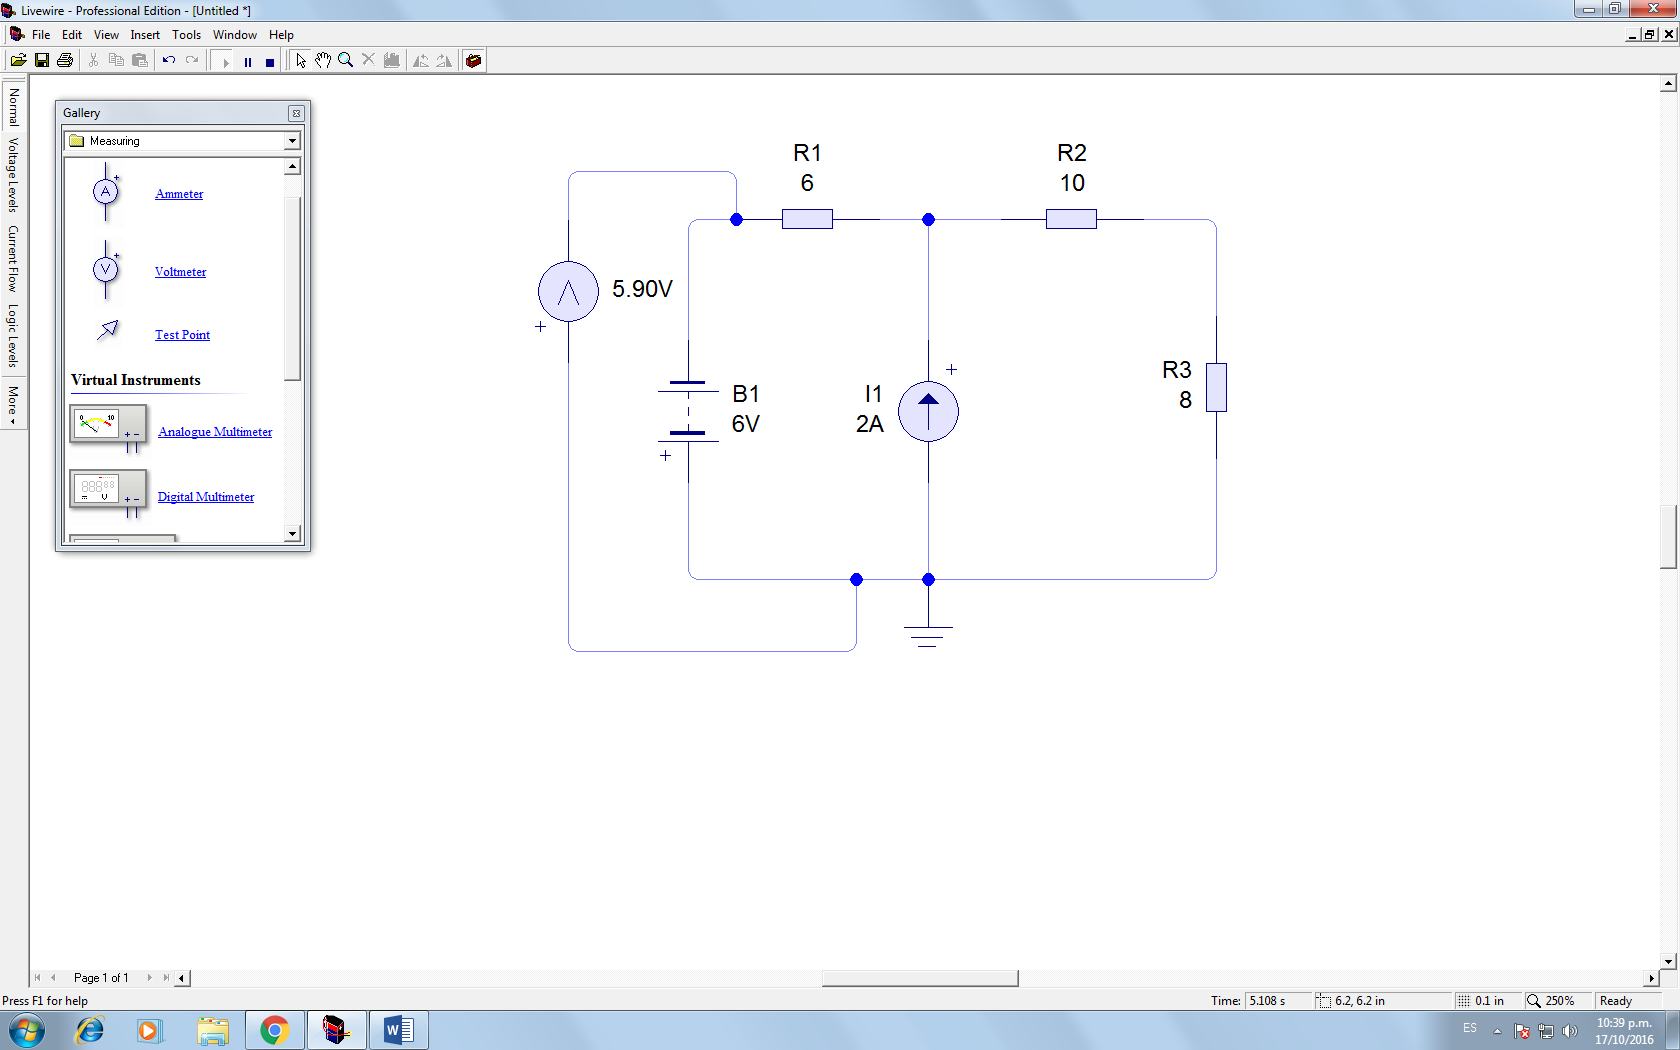 Livewire - Professional Edition - [Untitled *]
File Edit View Insert Tools Window Help
Normal
Voltage Levels
Current Flow
Logic Levels
More
Gallery
Measuring
A
+
Ammeter
V
+
Voltmeter
Test Point
Virtual Instruments
0 10
+ -
Analogue Multimeter
V
+ -
Digital Multimeter
R1
6
R2
10
V
5.90V
+
B1
6V
+
I1
2A
+
R3
8
Page 1 of 1
Press F1 for help
Time: 5.108 s
6.2, 6.2 in
0.1 in
250%
Ready
W
ES
10:39 p.m.
17/10/2016